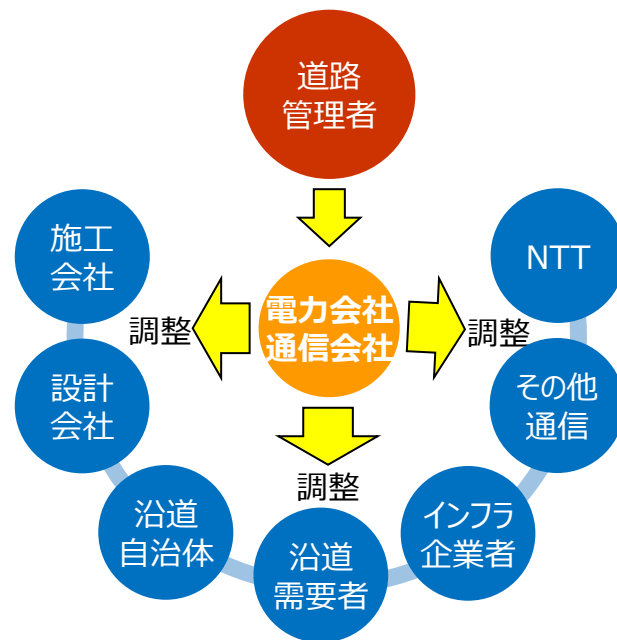 道路
管理者
施工
会社
NTT
電力会社
通信会社
調整
調整
設計
会社
その他
通信
調整
沿道
自治体
沿道
需要者
インフラ
企業者